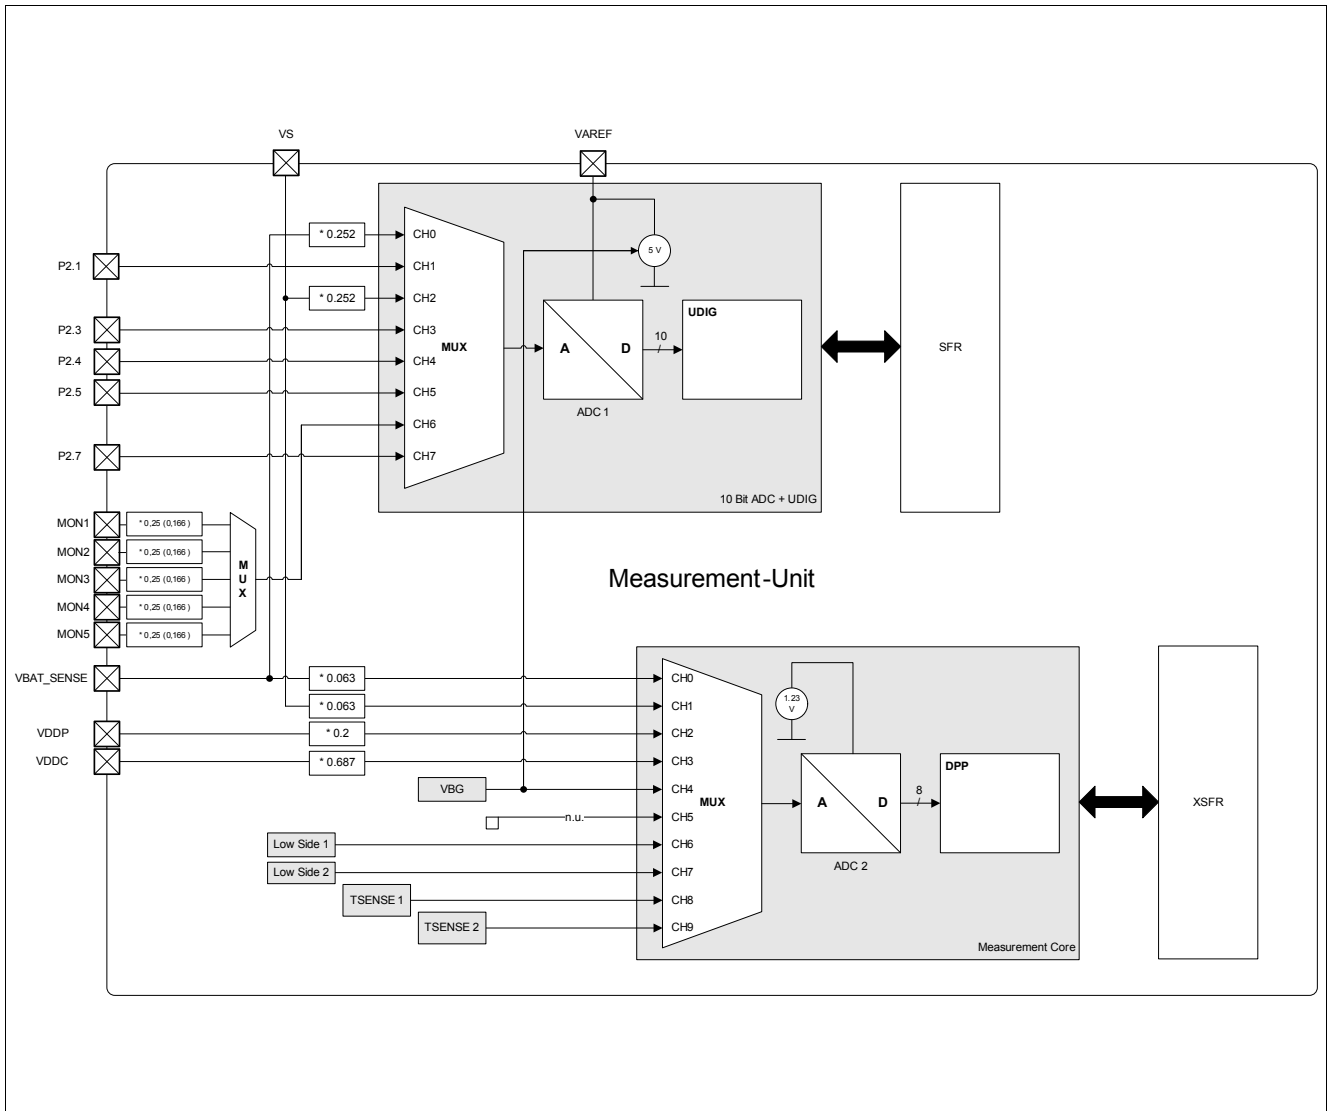 VS
VAREF
* 0.252
CH0
5 V
P2.1
CH1
* 0.252
CH2
UDIG
P2.3
CH3
10
MUX
A
D
SFR
P2.4
CH4
P2.5
CH5
ADC 1
CH6
P2.7
CH7
10 Bit ADC + UDIG
MON1
* 0,25 (0,166 )
MON2
* 0,25 (0,166)
MON3
* 0,25 (0,166 )
MON4
* 0,25 (0,166)
MON5
* 0,25 (0,166 )
M
U
X
Measurement-Unit
VBAT_SENSE
* 0.063
CH0
* 0.063
CH1
1.23
V
VDDP
* 0.2
CH2
VDDC
* 0.687
CH3
DPP
VBG
CH4
8
MUX
A
D
XSFR
n.u.
CH5
Low Side 1
CH6
ADC 2
Low Side 2
CH7
TSENSE 1
CH8
TSENSE 2
CH9
Measurement Core